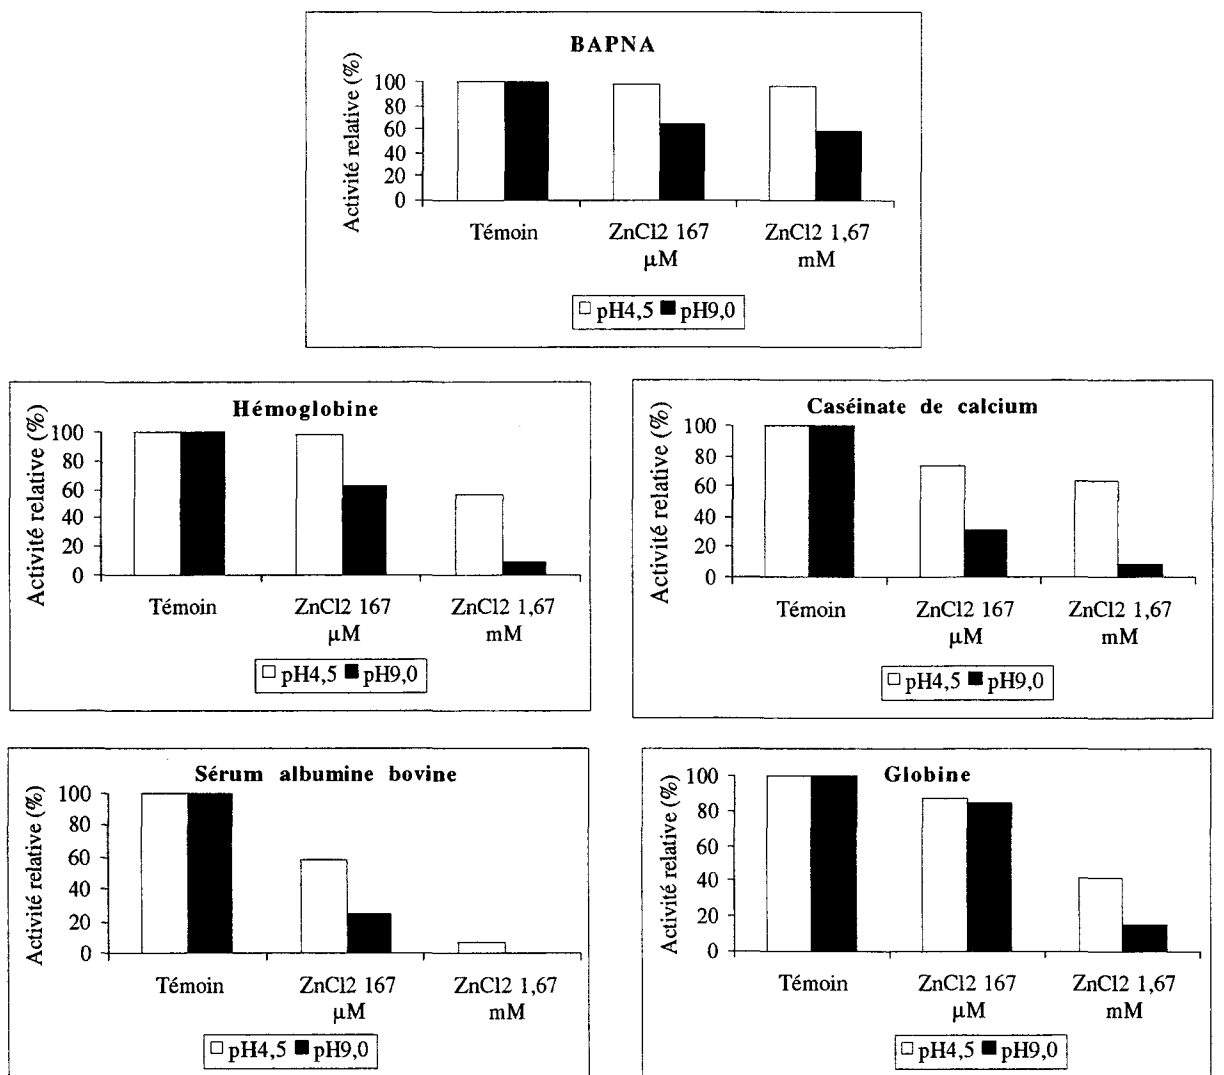 BAPNA
Activité relative (%)
100
80
60
40
20
0
Témoin
ZnCl2 167
µM
ZnCl2 1,67
mM
pH4,5 pH9,0
Hémoglobine
Activité relative (%)
100
80
60
40
20
0
Témoin
ZnCl2 167
µM
ZnCl2 1,67
mM
pH4,5 pH9,0
Caséinate de calcium
Activité relative (%)
100
80
60
40
20
0
Témoin
ZnCl2 167
µM
ZnCl2 1,67
mM
pH4,5 pH9,0
Sérum albumine bovine
Activité relative (%)
100
80
60
40
20
0
Témoin
ZnCl2 167
µM
ZnCl2 1,67
mM
pH4,5 pH9,0
Globine
Activité relative (%)
100
80
60
40
20
0
Témoin
ZnCl2 167
µM
ZnCl2 1,67
mM
pH4,5 pH9,0